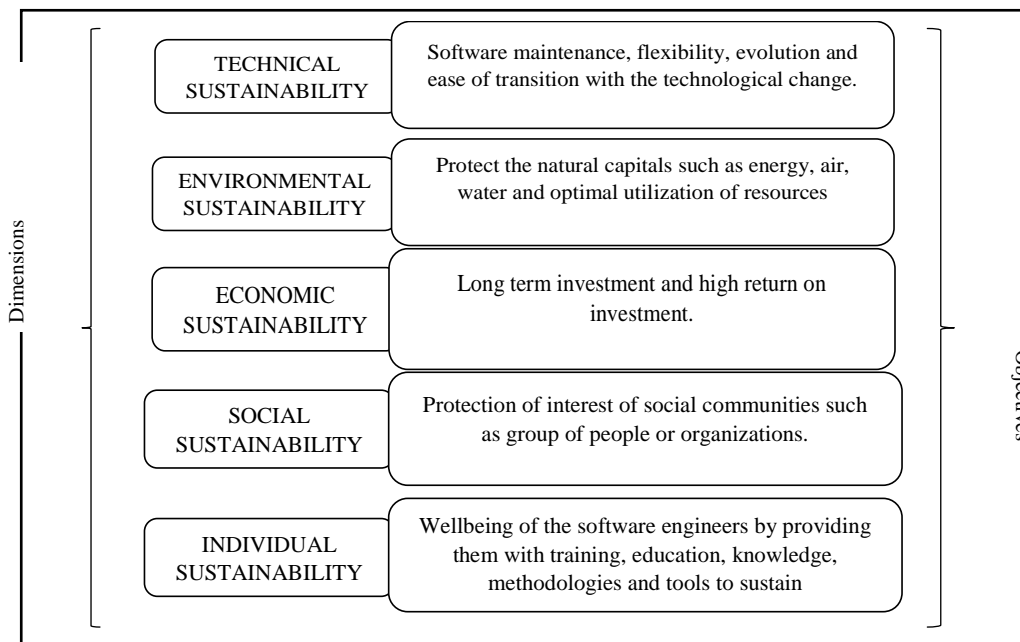 Dimensions
TECHNICAL
SUSTAINABILITY
Software maintenance, flexibility, evolution and
ease of transition with the technological change.
ENVIRONMENTAL
SUSTAINABILITY
Protect the natural capitals such as energy, air,
water and optimal utilization of resources
ECONOMIC
SUSTAINABILITY
Long term investment and high return on
investment.
SOCIAL
SUSTAINABILITY
Protection of interest of social communities such
as group of people or organizations.
INDIVIDUAL
SUSTAINABILITY
Wellbeing of the software engineers by providing
them with training, education, knowledge,
methodologies and tools to sustain